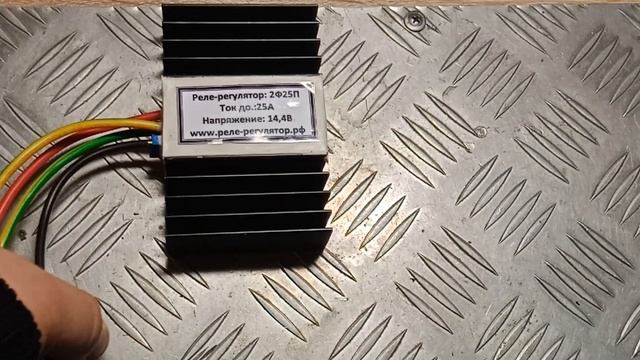 Реле-регулятор: 2Ф25П
Ток до.:25А
Напряжение: 14,4В
www.реле-регулятор.рф